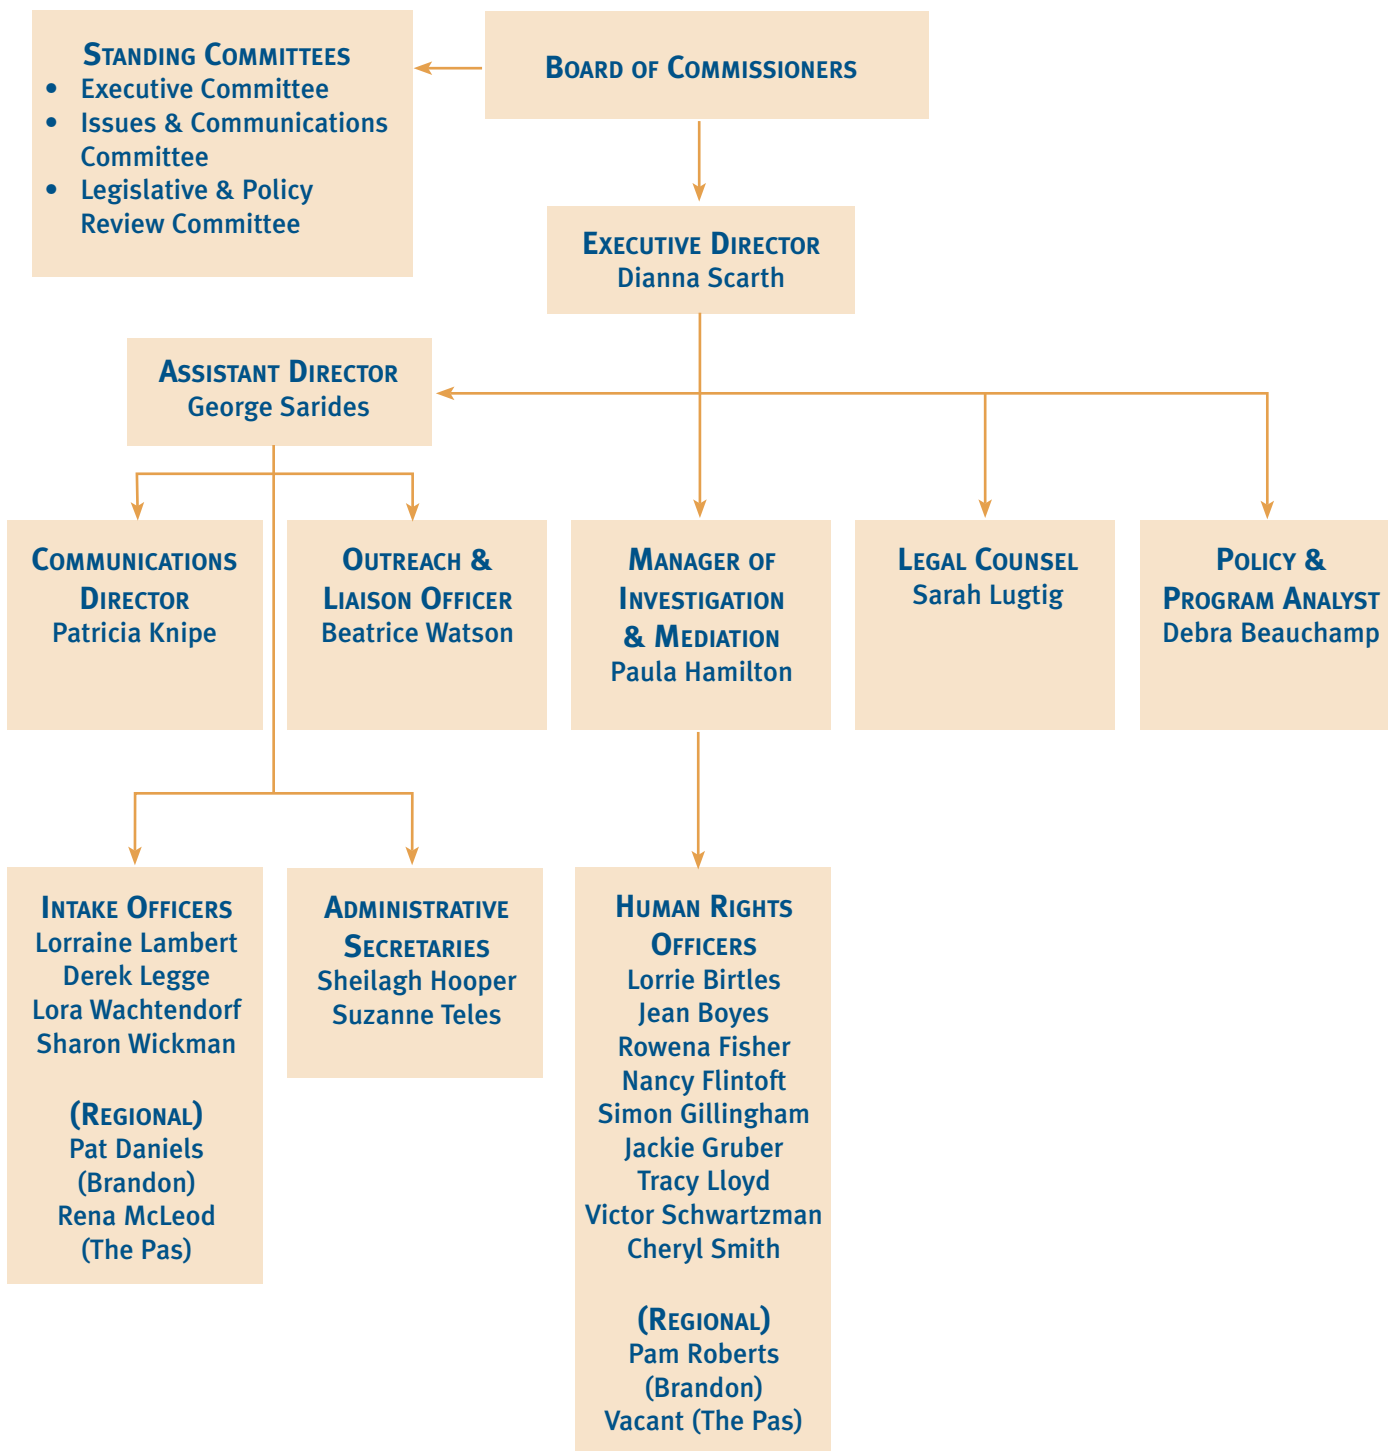 STANDING COMMITTEES
• Executive Committee
• Issues & Communications
Committee
• Legislative & Policy
Review Committee
BOARD OF COMMISSIONERS
EXECUTIVE DIRECTOR
Dianna Scarth
ASSISTANT DIRECTOR
George Sarides
COMMUNICATIONS
DIRECTOR
Patricia Knipe
OUTREACH &
LIAISON OFFICER
Beatrice Watson
MANAGER OF
INVESTIGATION
& MEDIATION
Paula Hamilton
LEGAL COUNSEL
Sarah Lugtig
POLICY &
PROGRAM ANALYST
Debra Beauchamp
INTAKE OFFICERS
Lorraine Lambert
Derek Legge
Lora Wachtendorf
Sharon Wickman
(REGIONAL)
Pat Daniels
(Brandon)
Rena McLeod
(The Pas)
ADMINISTRATIVE
SECRETARIES
Sheilagh Hooper
Suzanne Teles
HUMAN RIGHTS
OFFICERS
Lorrie Birtles
Jean Boyes
Rowena Fisher
Nancy Flintoft
Simon Gillingham
Jackie Gruber
Tracy Lloyd
Victor Schwartzman
Cheryl Smith
(REGIONAL)
Pam Roberts
(Brandon)
Vacant (The Pas)